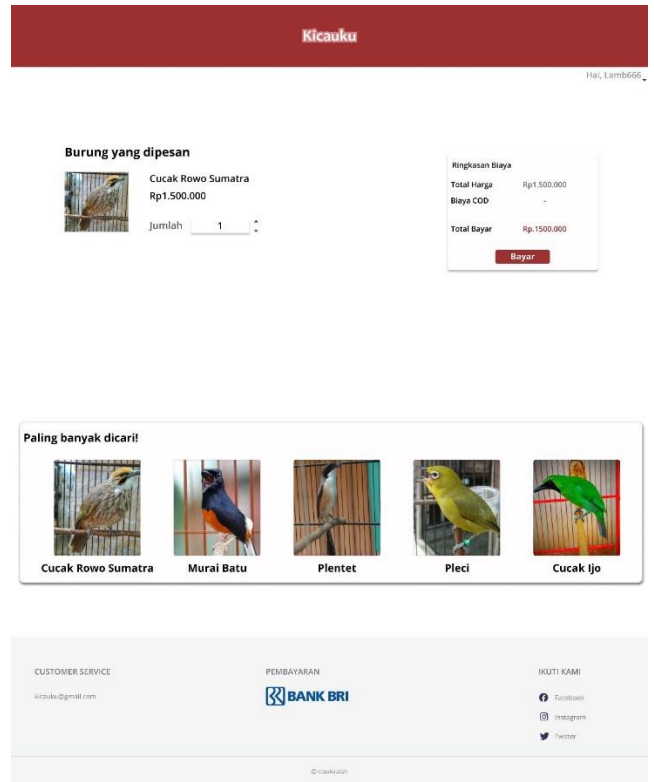 Kicauku
Hai, Lamb666
Burung yang dipesan
Cucak Rowo Sumatra
Rp1.500.000
Jumlah 1
Ringkasan Biaya
Total Harga Rp1.500.000
Biaya COD -
Total Bayar Rp.1500.000
Bayar
Paling banyak dicari!
Cucak Rowo Sumatra
Murai Batu
Plentet
Pleci
Cucak Ijo
CUSTOMER SERVICE
kicauku@gmail.com
PEMBAYARAN
BANK BRI
IKUTI KAMI
Facebook
Instagram
Twitter